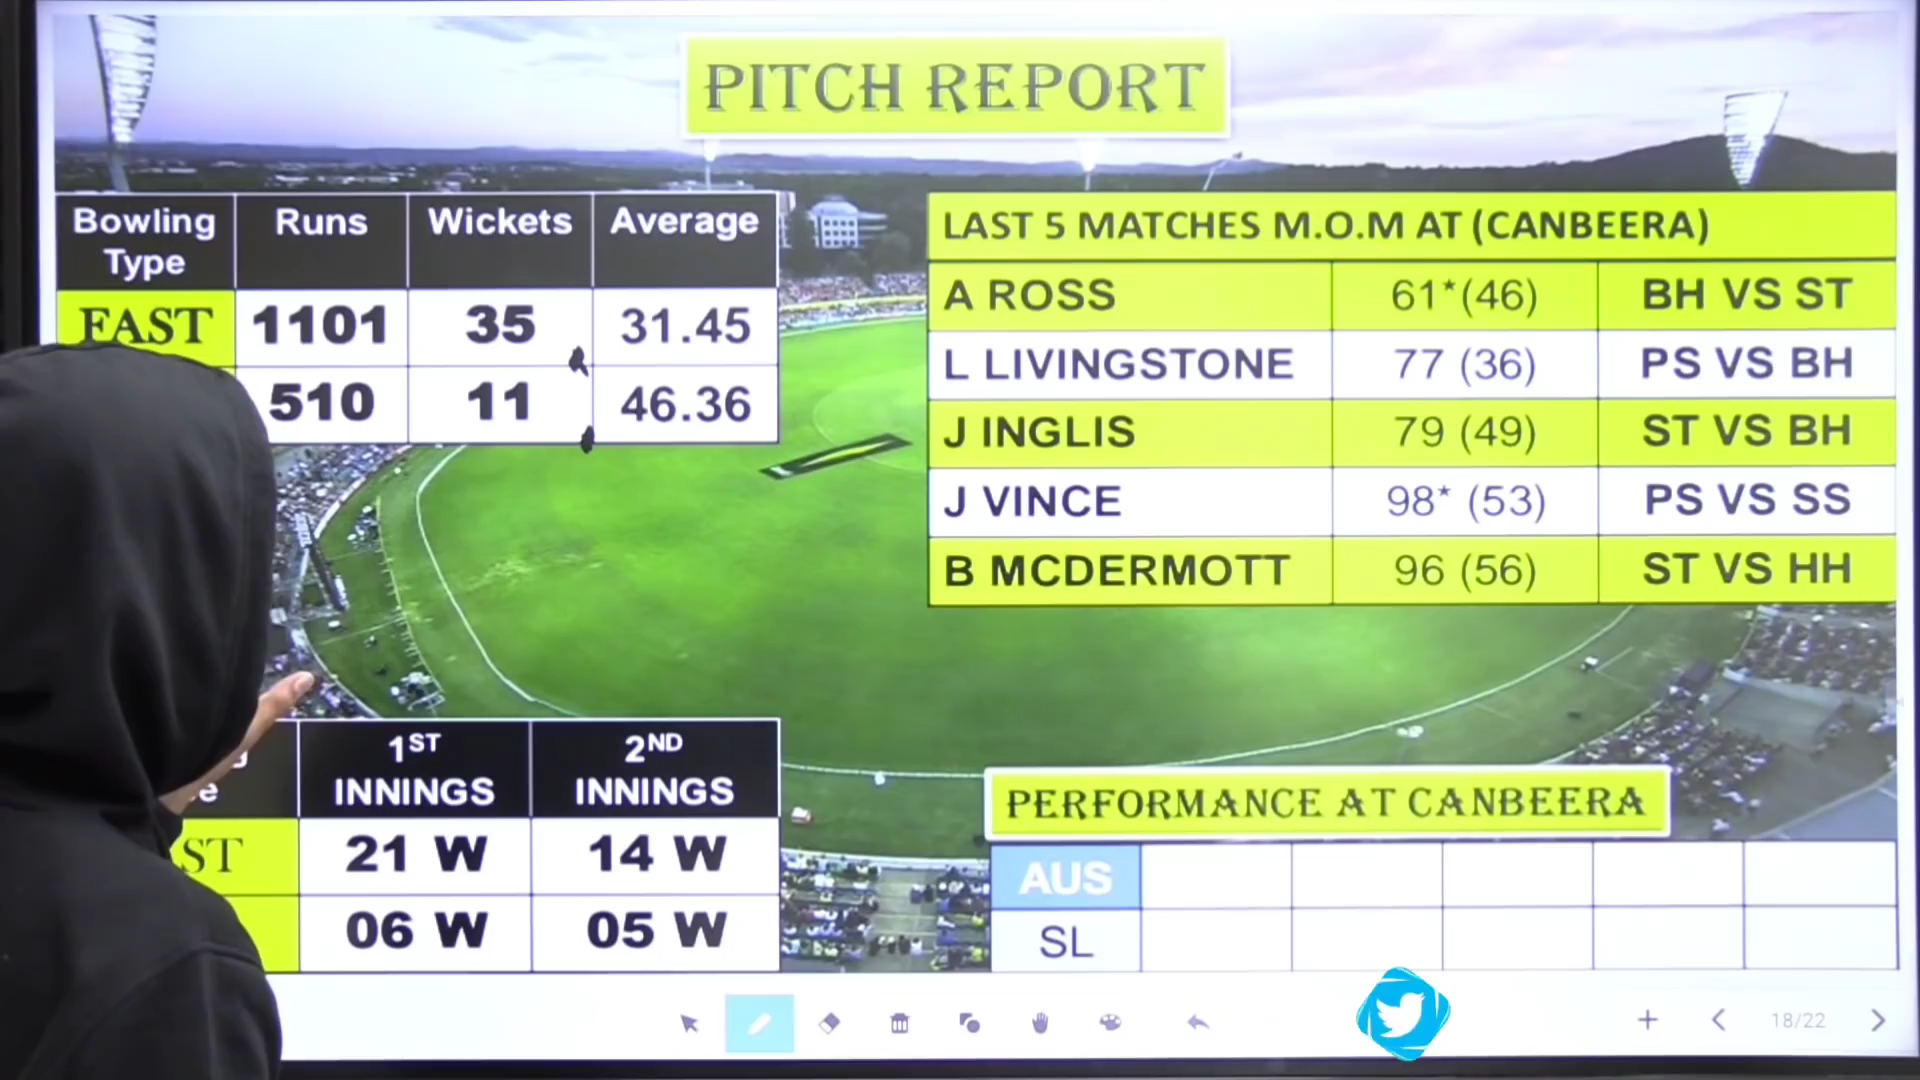 PITCH REPORT
Bowling Type Runs Wickets Average
FAST 1101 35 31.45
510 11 46.36
LAST 5 MATCHES M.O.M AT (CANBEERA)
A ROSS 61*(46) BH VS ST
L LIVINGSTONE 77 (36) PS VS BH
J INGLIS 79 (49) ST VS BH
J VINCE 98* (53) PS VS SS
B MCDERMOTT 96 (56) ST VS HH
1ST INNINGS 2ND INNINGS
21 W 14 W
06 W 05 W
PERFORMANCE AT CANBEERA
AUS
SL
18/22